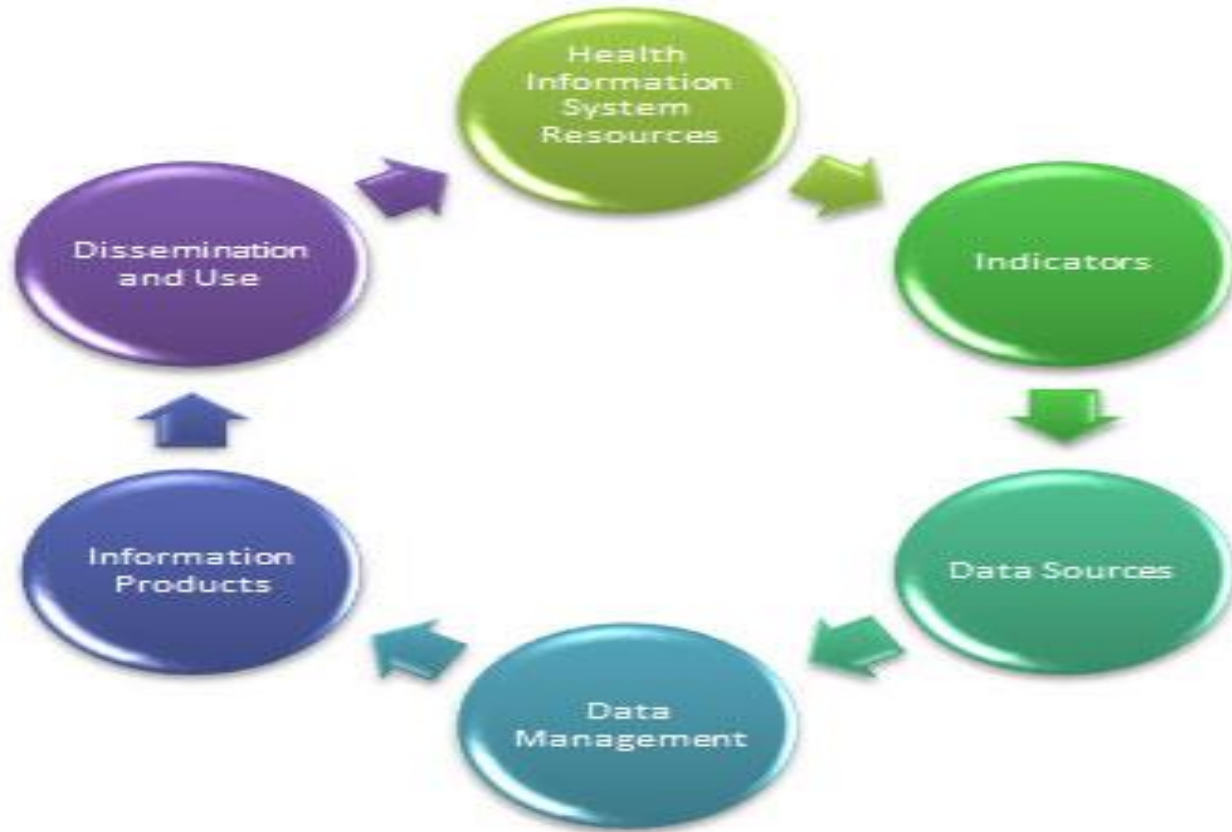 Health
Information
System
Resources
Indicators
Data Sources
Data
Management
Information
Products
Dissemination
and Use